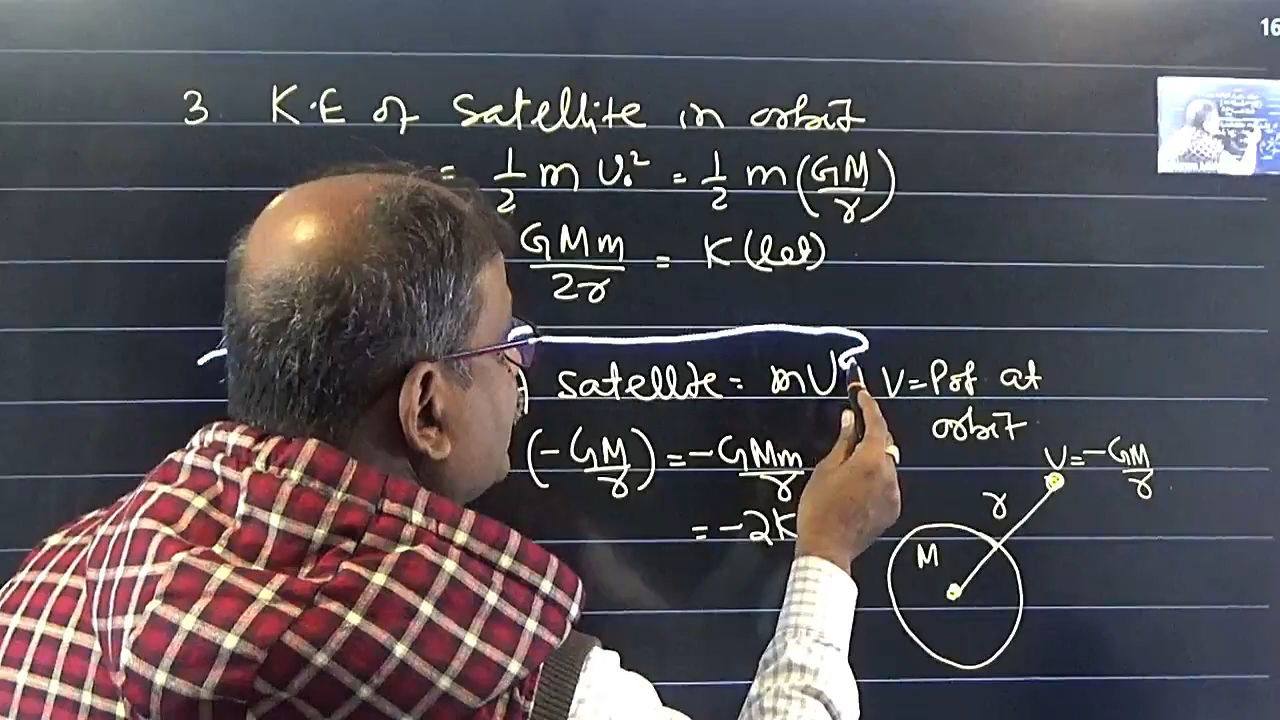 16
3 K.E of satellite in orbit
= 1/2 m v₀² = 1/2 m (GM/r)
GMm/2r = K (let)
satellite = mV V = Pot at
orbit
(-GM/r) = -GMm/r
V = -GM/r
= -2K
r
M